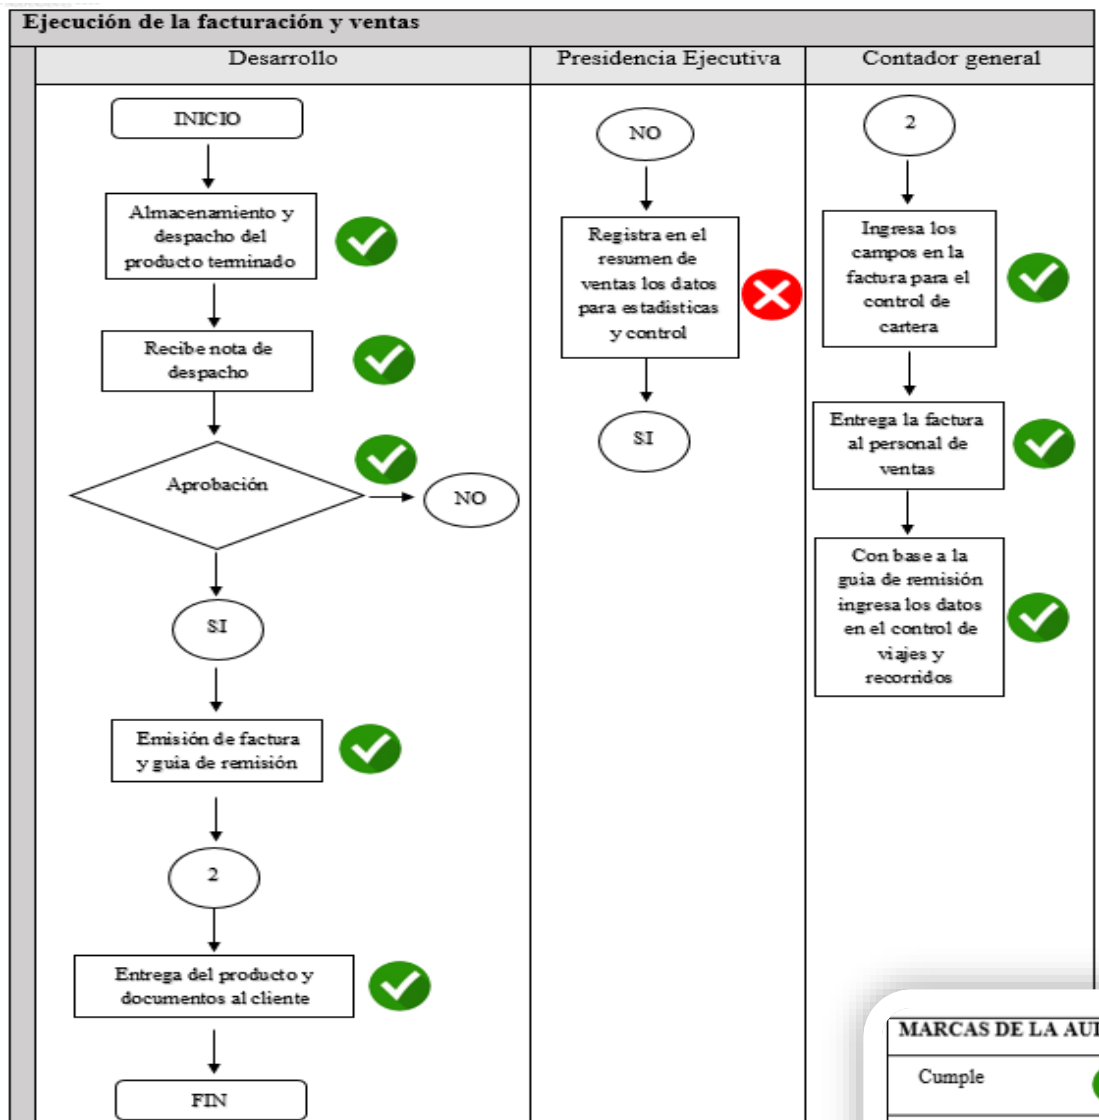 Ejecución de la facturación y ventas
Desarrollo
Presidencia Ejecutiva
Contador general
INICIO
Almacenamiento y
despacho del
producto terminado
Recibe nota de
despacho
Aprobación
NO
SI
Emisión de factura
y guia de remisión
2
Entrega del producto y
documentos al cliente
FIN
NO
Registra en el
resumen de
ventas los datos
para estadísticas
y control
SI
2
Ingresa los
campos en la
factura para el
control de
cartera
Entrega la factura
al personal de
ventas
Con base a la
guia de remisión
ingresa los datos
en el control de
viajes y
recorridos
MARCAS DE LA
Cumple